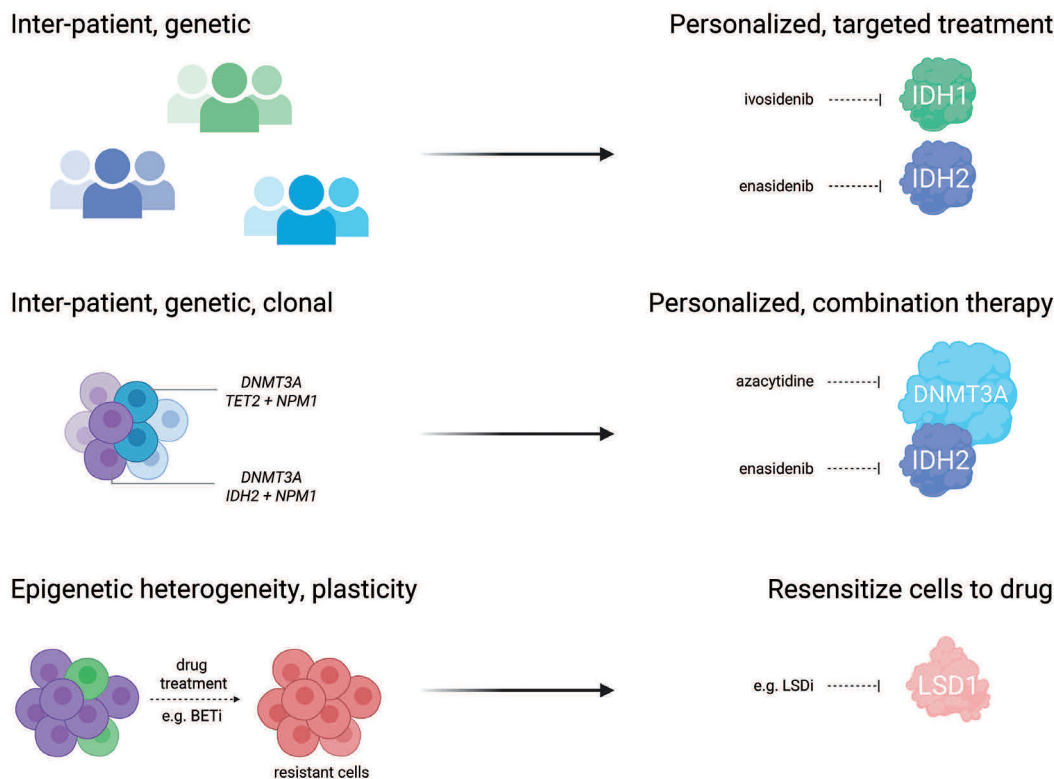 Inter-patient, genetic
Personalized, targeted treatment
ivosidenib
IDH1
enasidenib
IDH2
Inter-patient, genetic, clonal
Personalized, combination therapy
DNMT3A
TET2 + NPM1
DNMT3A
IDH2 + NPM1
azacytidine
DNMT3A
enasidenib
IDH2
Epigenetic heterogeneity, plasticity
Resensitize cells to drug
drug
treatment
e.g. BETi
resistant cells
e.g. LSDi
LSD1